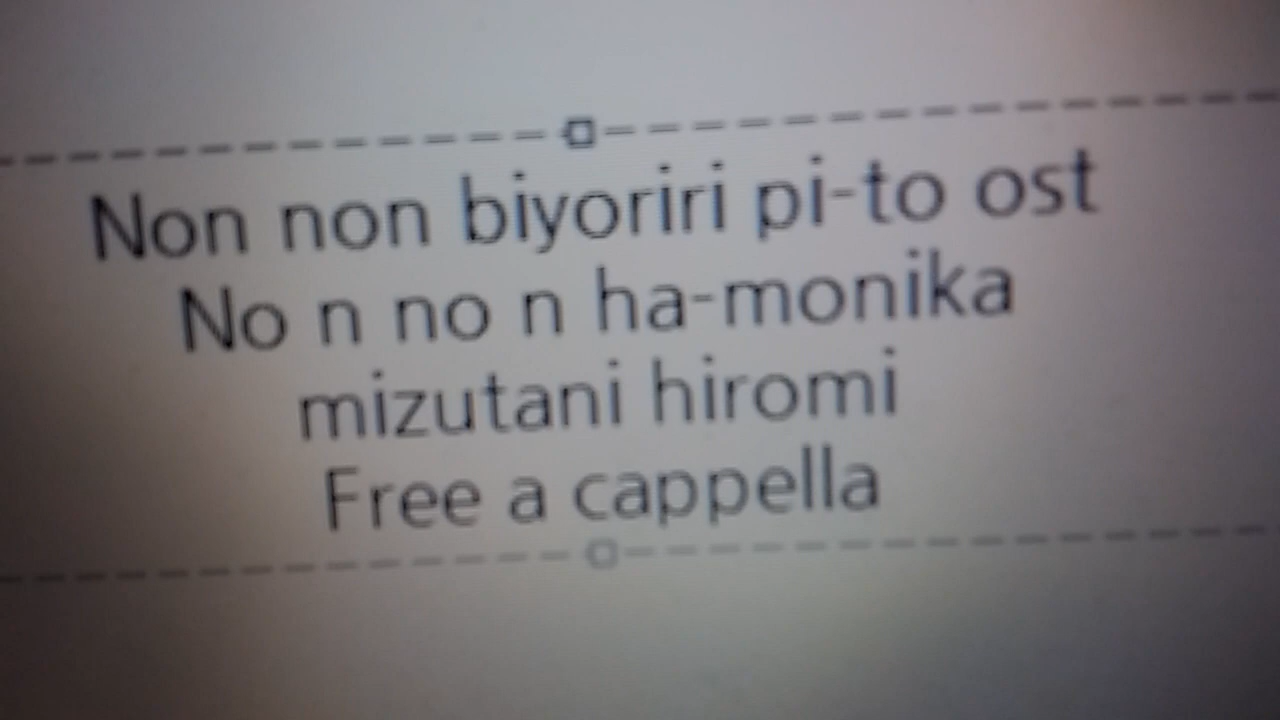 Non non biyoriri pi-to ost
No n no n ha-monika
mizutani hiromi
Free a cappella